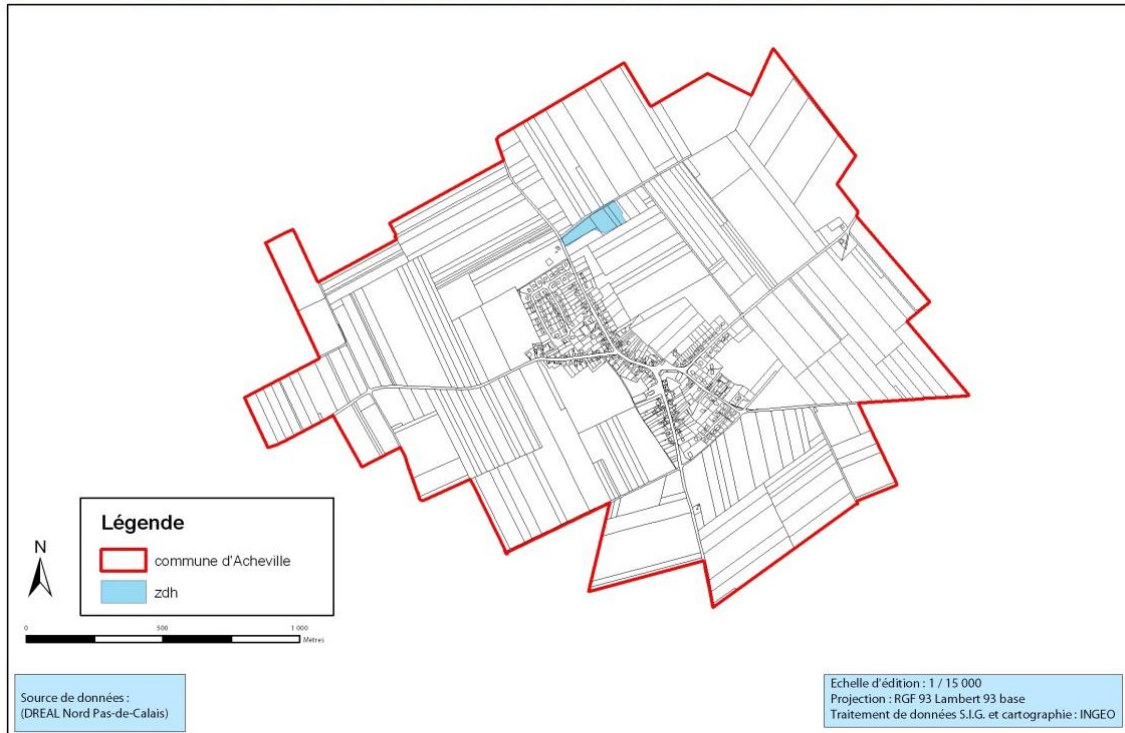 Légende
commune d'Acheville
zdh
N
0 500 1 000
Mètres
Source de données :
(DREAL Nord Pas-de-Calais)
Echelle d'édition : 1 / 15 000
Projection : RGF 93 Lambert 93 base
Traitement de données S.I.G. et cartographie : INGEO